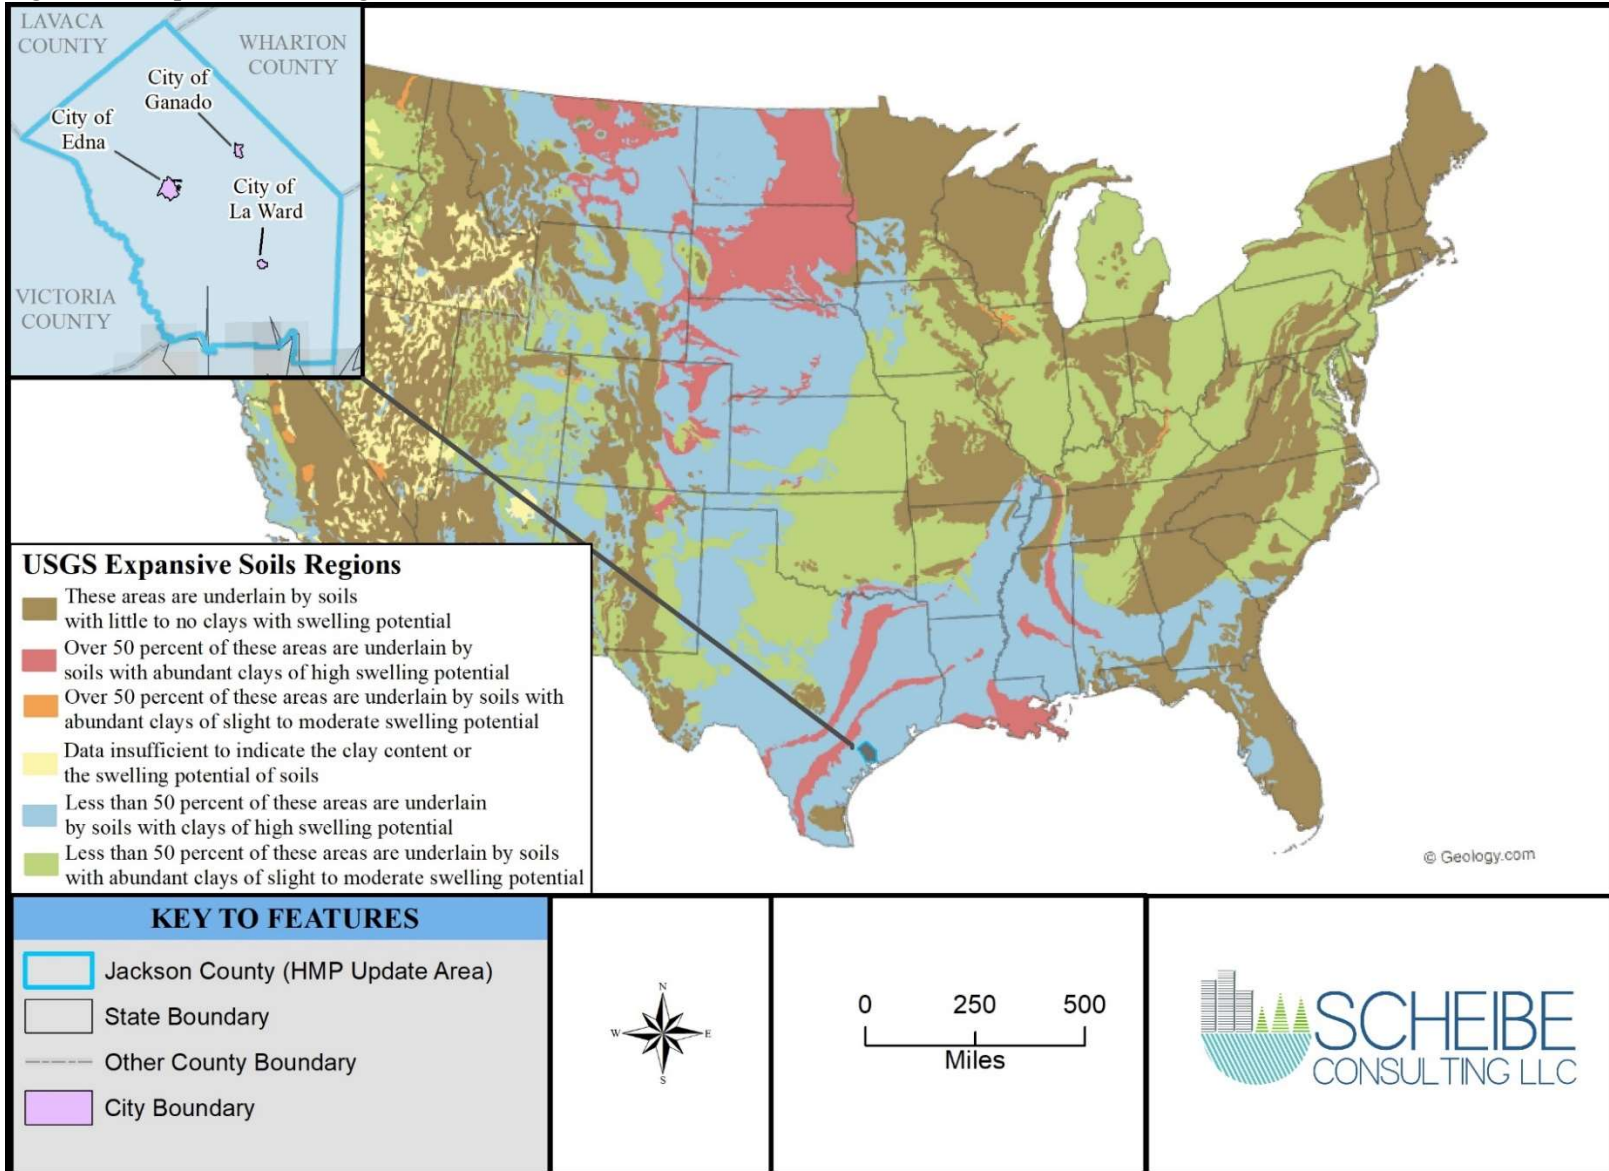 LAVACA
COUNTY
WHARTON
COUNTY
City of
Ganado
City of
Edna
City of
La Ward
VICTORIA
COUNTY
USGS Expansive Soils Regions
These areas are underlain by soils
with little to no clays with swelling potential
Over 50 percent of these areas are underlain by
soils with abundant clays of high swelling potential
Over 50 percent of these areas are underlain by soils with
abundant clays of slight to moderate swelling potential
Data insufficient to indicate the clay content or
the swelling potential of soils
Less than 50 percent of these areas are underlain
by soils with clays of high swelling potential
Less than 50 percent of these areas are underlain by soils
with abundant clays of slight to moderate swelling potential
© Geology.com
KEY TO FEATURES
Jackson County (HMP Update Area)
State Boundary
Other County Boundary
City Boundary
N
W E
S
0 250 500
Miles
SCHEIBE
CONSULTING LLC